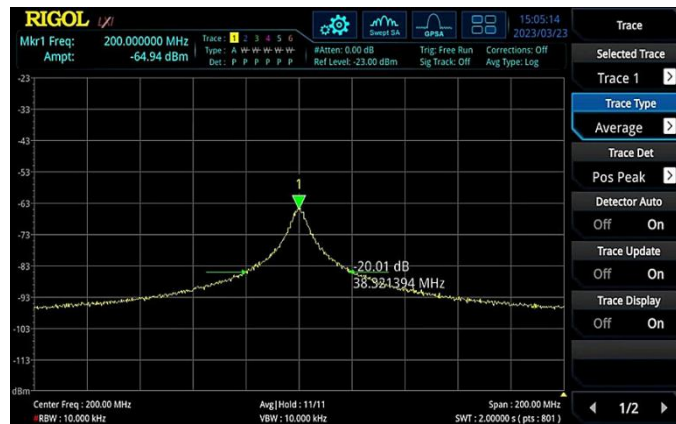 RIGOL LXI
15:05:14
2023/03/23
Swept SA
GPSA
Mkr1 Freq: 200.000000 MHz
Ampt: -64.94 dBm
Trace: 1 2 3 4 5 6
Type: A W W W W W
Det: P P P P P P
#Atten: 0.00 dB
Ref Level: -23.00 dBm
Trig: Free Run
Sig Track: Off
Corrections: Off
Avg Type: Log
-23
-33
-43
-53
-63
-73
-83
-93
-103
-113
dBm
1
-20.01 dB
38.921394 MHz
Center Freq : 200.00 MHz
#RBW : 10.000 kHz
Avg|Hold : 11/11
VBW : 10.000 kHz
Span : 200.00 MHz
SWT : 2.00000 s ( pts : 801 )
Trace
Selected Trace
Trace 1
Trace Type
Average
Trace Det
Pos Peak
Detector Auto
Off On
Trace Update
Off On
Trace Display
Off On
1/2